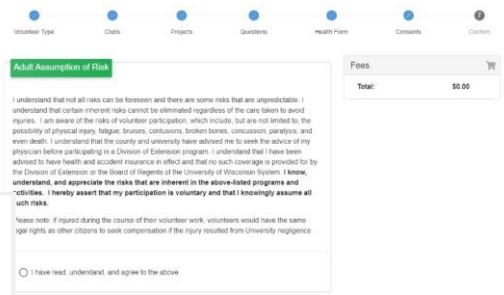 Volunteer Type Clubs Projects Questions Health Form Consents Confirm
Adult Assumption of Risk
Fees
Total: $0.00
I understand that not all risks can be foreseen and there are some risks that are unpredictable. I
understand that certain inherent risks cannot be eliminated regardless of the care taken to avoid
injuries. I am aware of the risks of volunteer participation, which include, but are not limited to, the
possibility of physical injury, fatigue, bruises, contusions, broken bones, concussion, paralysis, and
even death. I understand that the county and university have advised me to seek the advice of my
physician before participating in a Division of Extension program. I understand that I have been
advised to have health and accident insurance in effect and that no such coverage is provided for by
the Division of Extension or the Board of Regents of the University of Wisconsin System. I know,
understand, and appreciate the risks that are inherent in the above-listed programs and
ctivities. I hereby assert that my participation is voluntary and that I knowingly assume all
uch risks.
Please note: if injured during the course of their volunteer work, volunteers would have the same
egal rights as other citizens to seek compensation if the injury resulted from University negligence.
I have read, understand, and agree to the above